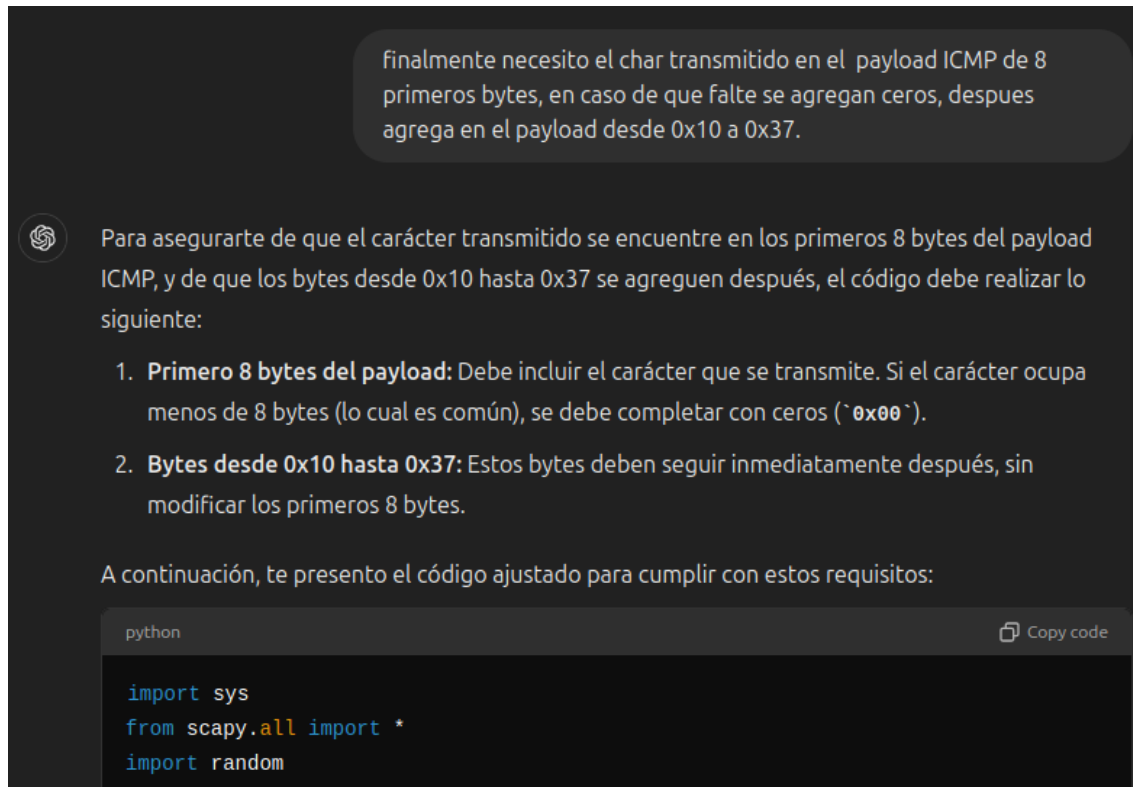 finalmente necesito el char transmitido en el  payload ICMP de 8
primeros bytes, en caso de que falte se agregan ceros, despues
agrega en el payload desde 0x10 a 0x37.
Para asegurarte de que el carácter transmitido se encuentre en los primeros 8 bytes del payload
ICMP, y de que los bytes desde 0x10 hasta 0x37 se agreguen después, el código debe realizar lo
siguiente:
1. Primero 8 bytes del payload: Debe incluir el carácter que se transmite. Si el carácter ocupa
menos de 8 bytes (lo cual es común), se debe completar con ceros (`0x00`).
2. Bytes desde 0x10 hasta 0x37: Estos bytes deben seguir inmediatamente después, sin
modificar los primeros 8 bytes.
A continuación, te presento el código ajustado para cumplir con estos requisitos:
python Copy code
import sys
from scapy.all import *
import random